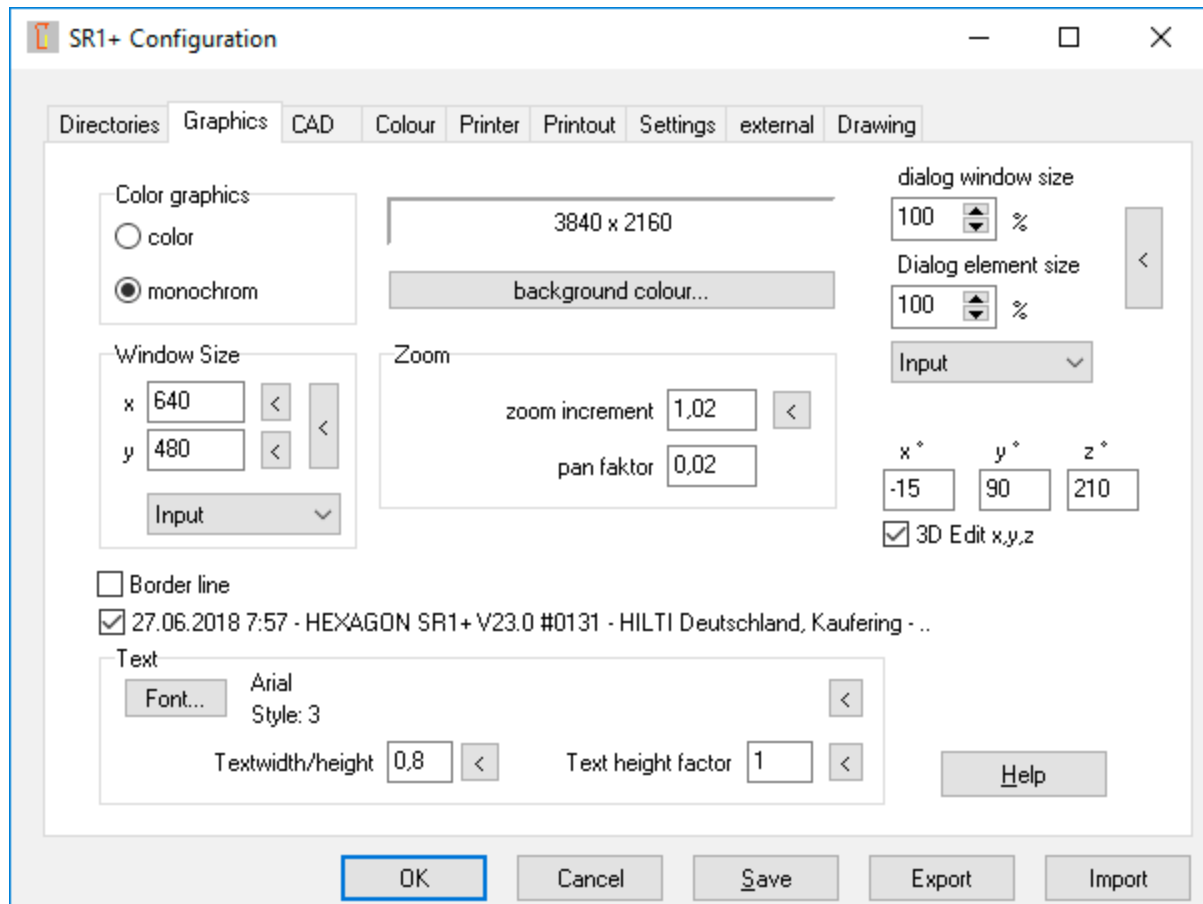 SR1+ Configuration
Directories Graphics CAD Colour Printer Printout Settings external Drawing
Color graphics
color
monochrom
3840 x 2160
background colour...
dialog window size
100 %
Dialog element size
100 %
Input
<
Window Size
x 640 <
y 480 <
<
Input
Zoom
zoom increment 1,02 <
pan faktor 0,02
x ° y ° z °
-15 90 210
3D Edit x,y,z
Border line
27.06.2018 7:57 - HEXAGON SR1+ V23.0 #0131 - HILTI Deutschland, Kaufering - ..
Text
Font...
Arial
Style: 3
<
Textwidth/height 0,8 < Text height factor 1 <
Help
OK Cancel Save Export Import